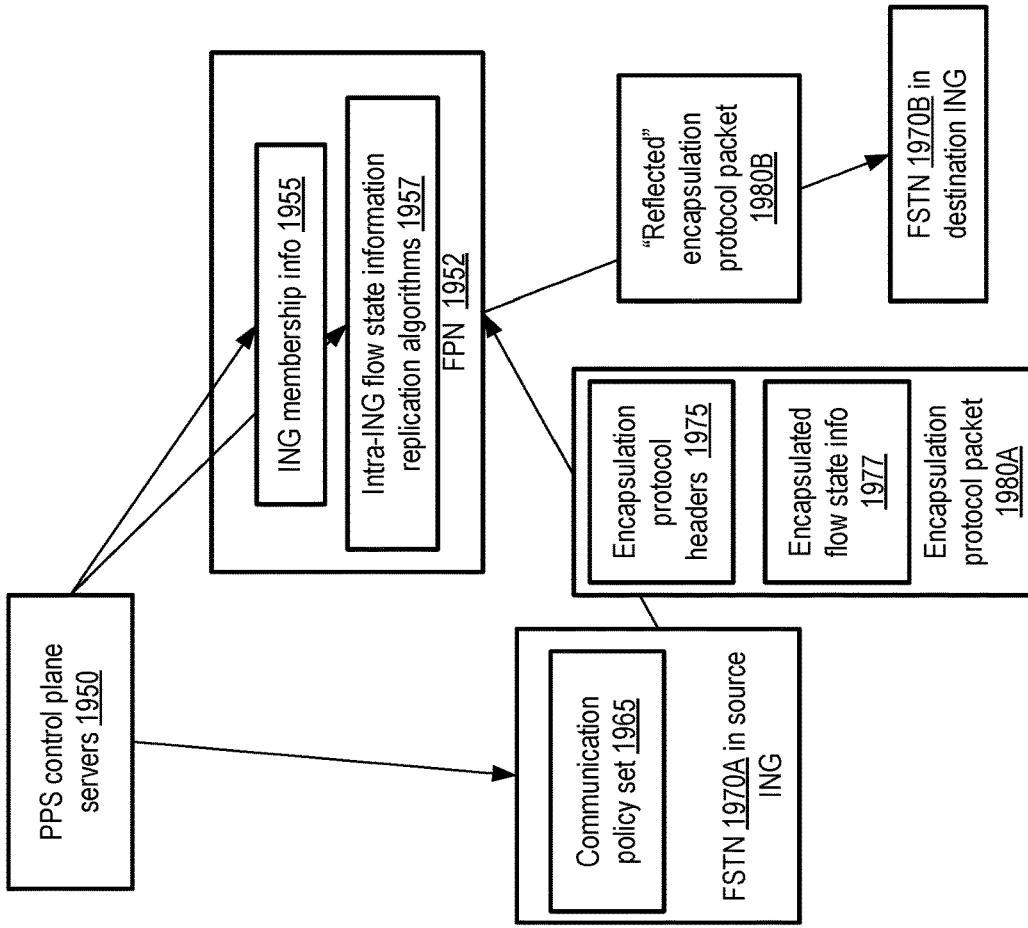 PPS control plane
servers 1950
ING membership info 1955
Intra-ING flow state information
replication algorithms 1957
FPN 1952
Communication
policy set 1965
FSTN 1970A in source
ING
Encapsulation
protocol
headers 1975
Encapsulated
flow state info
1977
Encapsulation
protocol packet
1980A
“Reflected”
encapsulation
protocol packet
1980B
FSTN 1970B in
destination ING